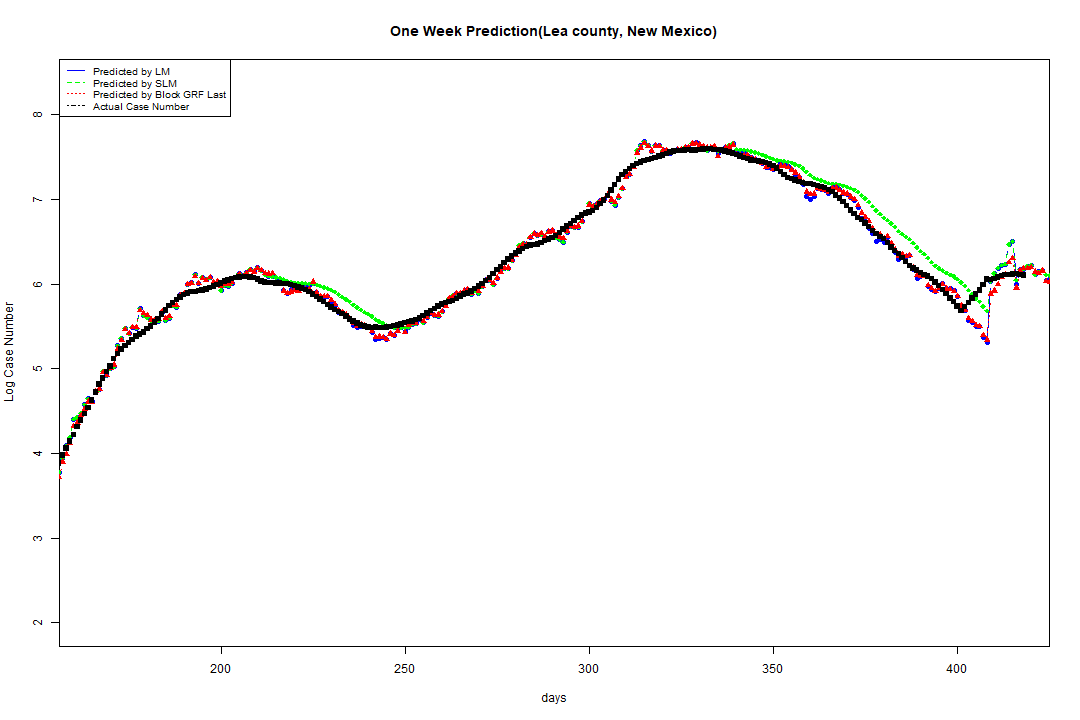 One Week Prediction(Lea county, New Mexico)
Predicted by LM
Predicted by SLM
Predicted by Block GRF Last
Actual Case Number
8
7
6
5
4
3
2
Log Case Number
200 250 300 350 400
days